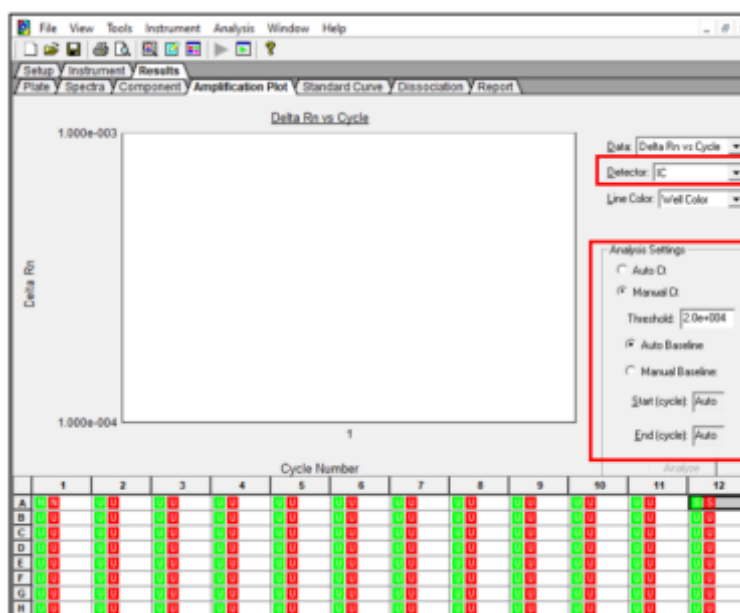 File View Tools Instrument Analysis Window Help
Setup Instrument Results
Plate Spectra Component Amplification Plot Standard Curve Dissociation Report
Delta Rn vs Cycle
1.000e-003
Data: Delta Rn vs Cycle
Detector: IC
Line Color: Well Color
Analysis Settings
Auto Ct
Manual Ct
Threshold: 2.0e+004
Auto Baseline
Manual Baseline:
Start (cycle): Auto
End (cycle): Auto
Analyze
Delta Rn
1.000e-004
1
Cycle Number
1 2 3 4 5 6 7 8 9 10 11 12
A N N U U U U U U U U U U U U U U U U U U U U S S
B U U U U U U U U U U U U U U U U U U U U U U U U
C U U U U U U U U U U U U U U U U U U U U U U U U
D U U U U U U U U U U U U U U U U U U U U U U U U
E U U U U U U U U U U U U U U U U U U U U U U U U
F U U U U U U U U U U U U U U U U U U U U U U U U
G U U U U U U U U U U U U U U U U U U U U U U U U
H U U U U U U U U U U U U U U U U U U U U U U U U